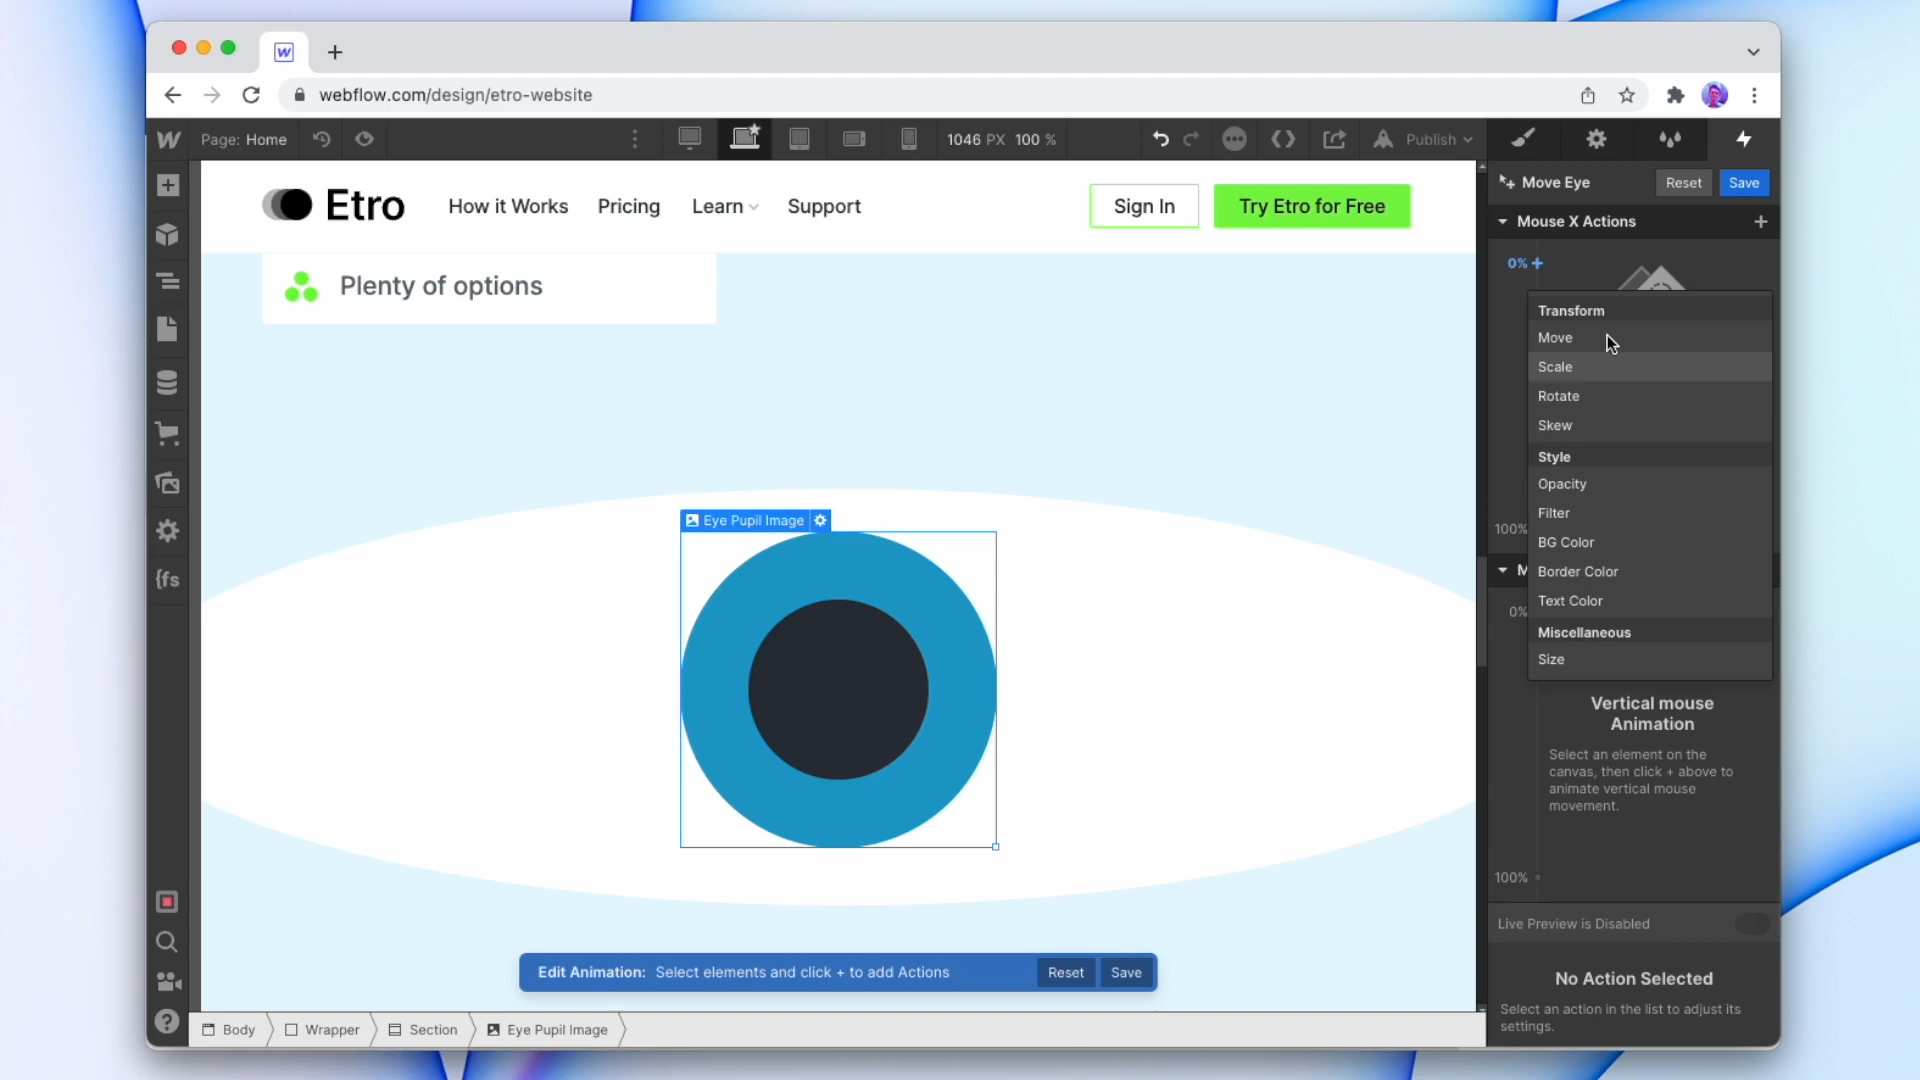 webflow.com/design/etro-website
Page: Home
1046 PX 100 %
Publish
Move Eye
Reset
Save
Mouse X Actions
0%
Etro
How it Works
Pricing
Learn
Support
Sign In
Try Etro for Free
Plenty of options
Transform
Move
Scale
Rotate
Skew
Style
Opacity
Filter
BG Color
Border Color
Text Color
Miscellaneous
Size
100%
M
0%
Eye Pupil Image
{fs
Vertical mouse
Animation
Select an element on the
canvas, then click + above to
animate vertical mouse
movement.
100%
Live Preview is Disabled
No Action Selected
Select an action in the list to adjust its
settings.
Edit Animation: Select elements and click + to add Actions
Reset
Save
Body
Wrapper
Section
Eye Pupil Image